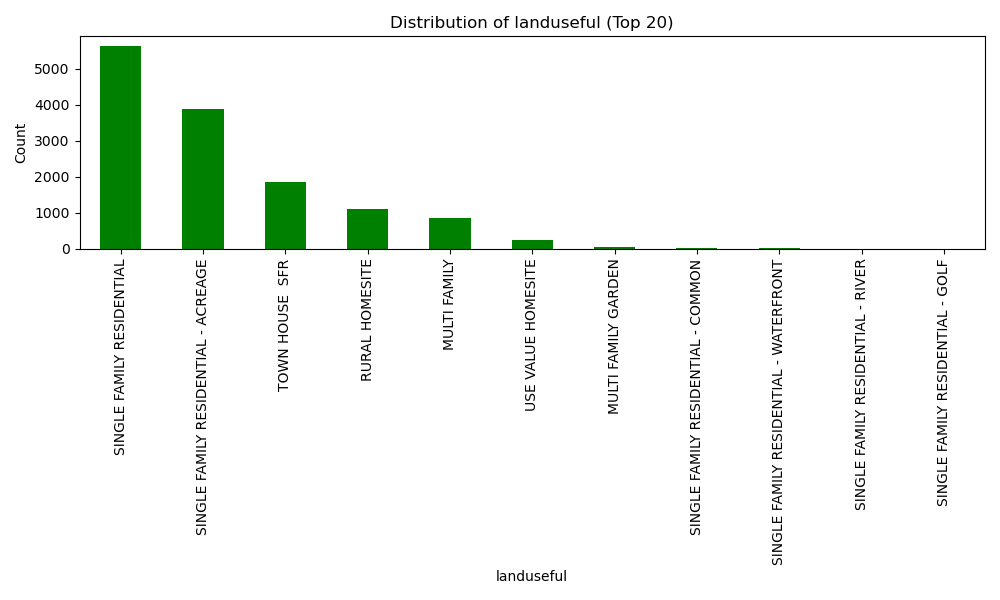 Distribution of landuseful (Top 20)
Count
5000
4000
3000
2000
1000
0
SINGLE FAMILY RESIDENTIAL
SINGLE FAMILY RESIDENTIAL - ACREAGE
TOWN HOUSE  SFR
RURAL HOMESITE
MULTI FAMILY
USE VALUE HOMESITE
MULTI FAMILY GARDEN
SINGLE FAMILY RESIDENTIAL - COMMON
SINGLE FAMILY RESIDENTIAL - WATERFRONT
SINGLE FAMILY RESIDENTIAL - RIVER
SINGLE FAMILY RESIDENTIAL - GOLF
landuseful